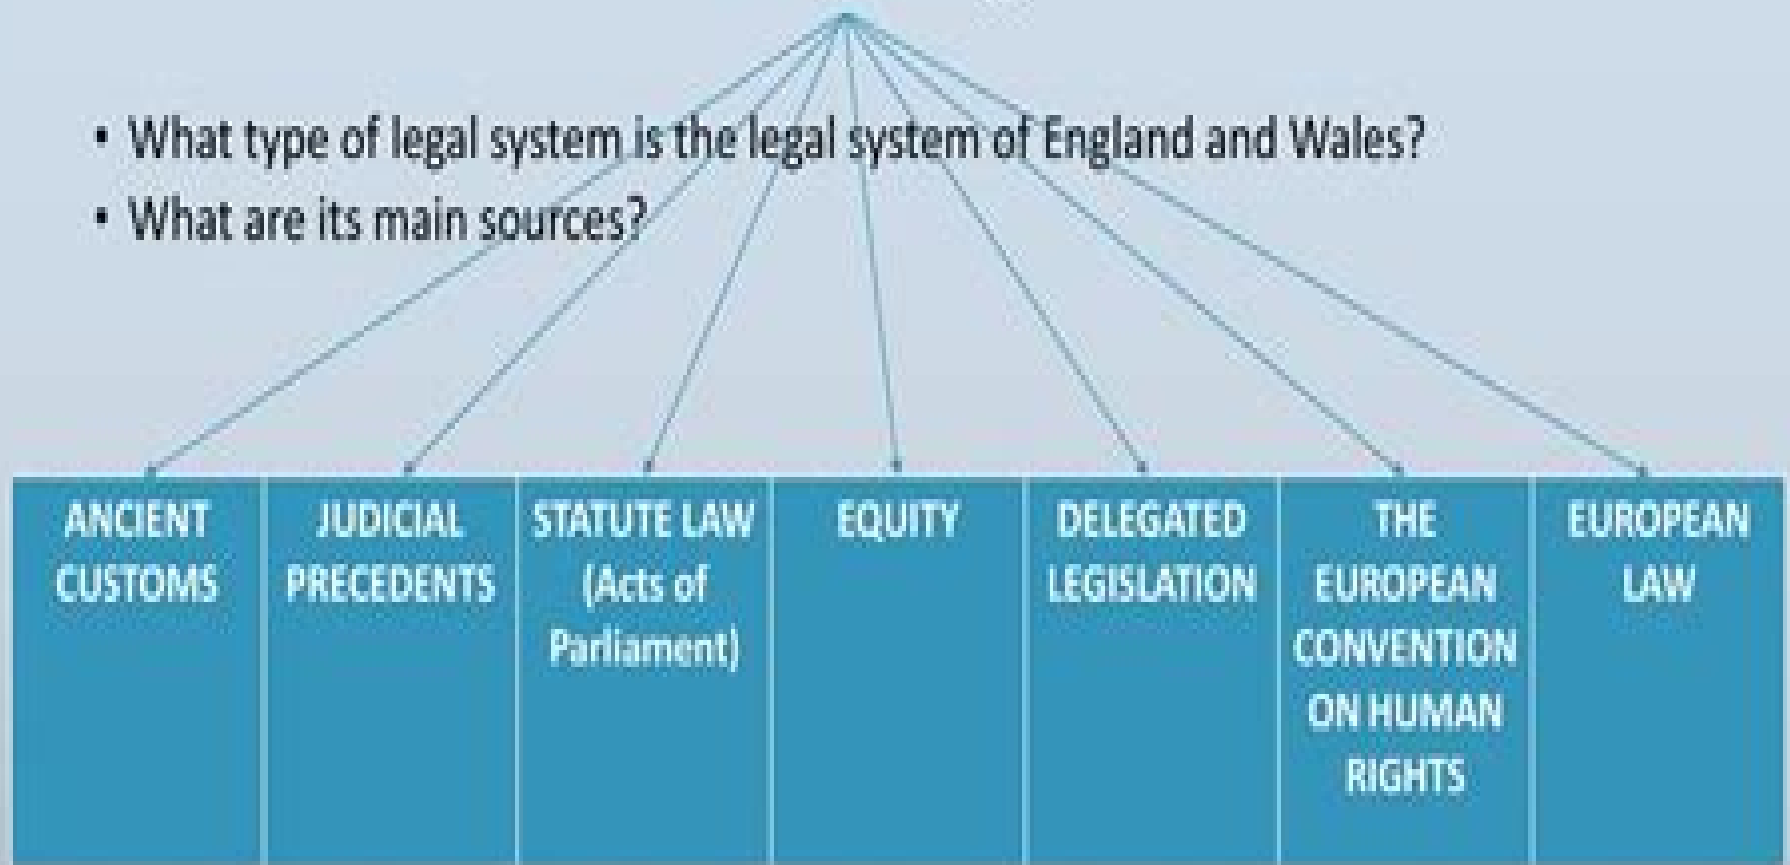 • What type of legal system is the legal system of England and Wales?
• What are its main sources?
ANCIENT
CUSTOMS
JUDICIAL
PRECEDENTS
STATUTE LAW
(Acts of
Parliament)
EQUITY
DELEGATED
LEGISLATION
THE
EUROPEAN
CONVENTION
ON HUMAN
RIGHTS
EUROPEAN
LAW